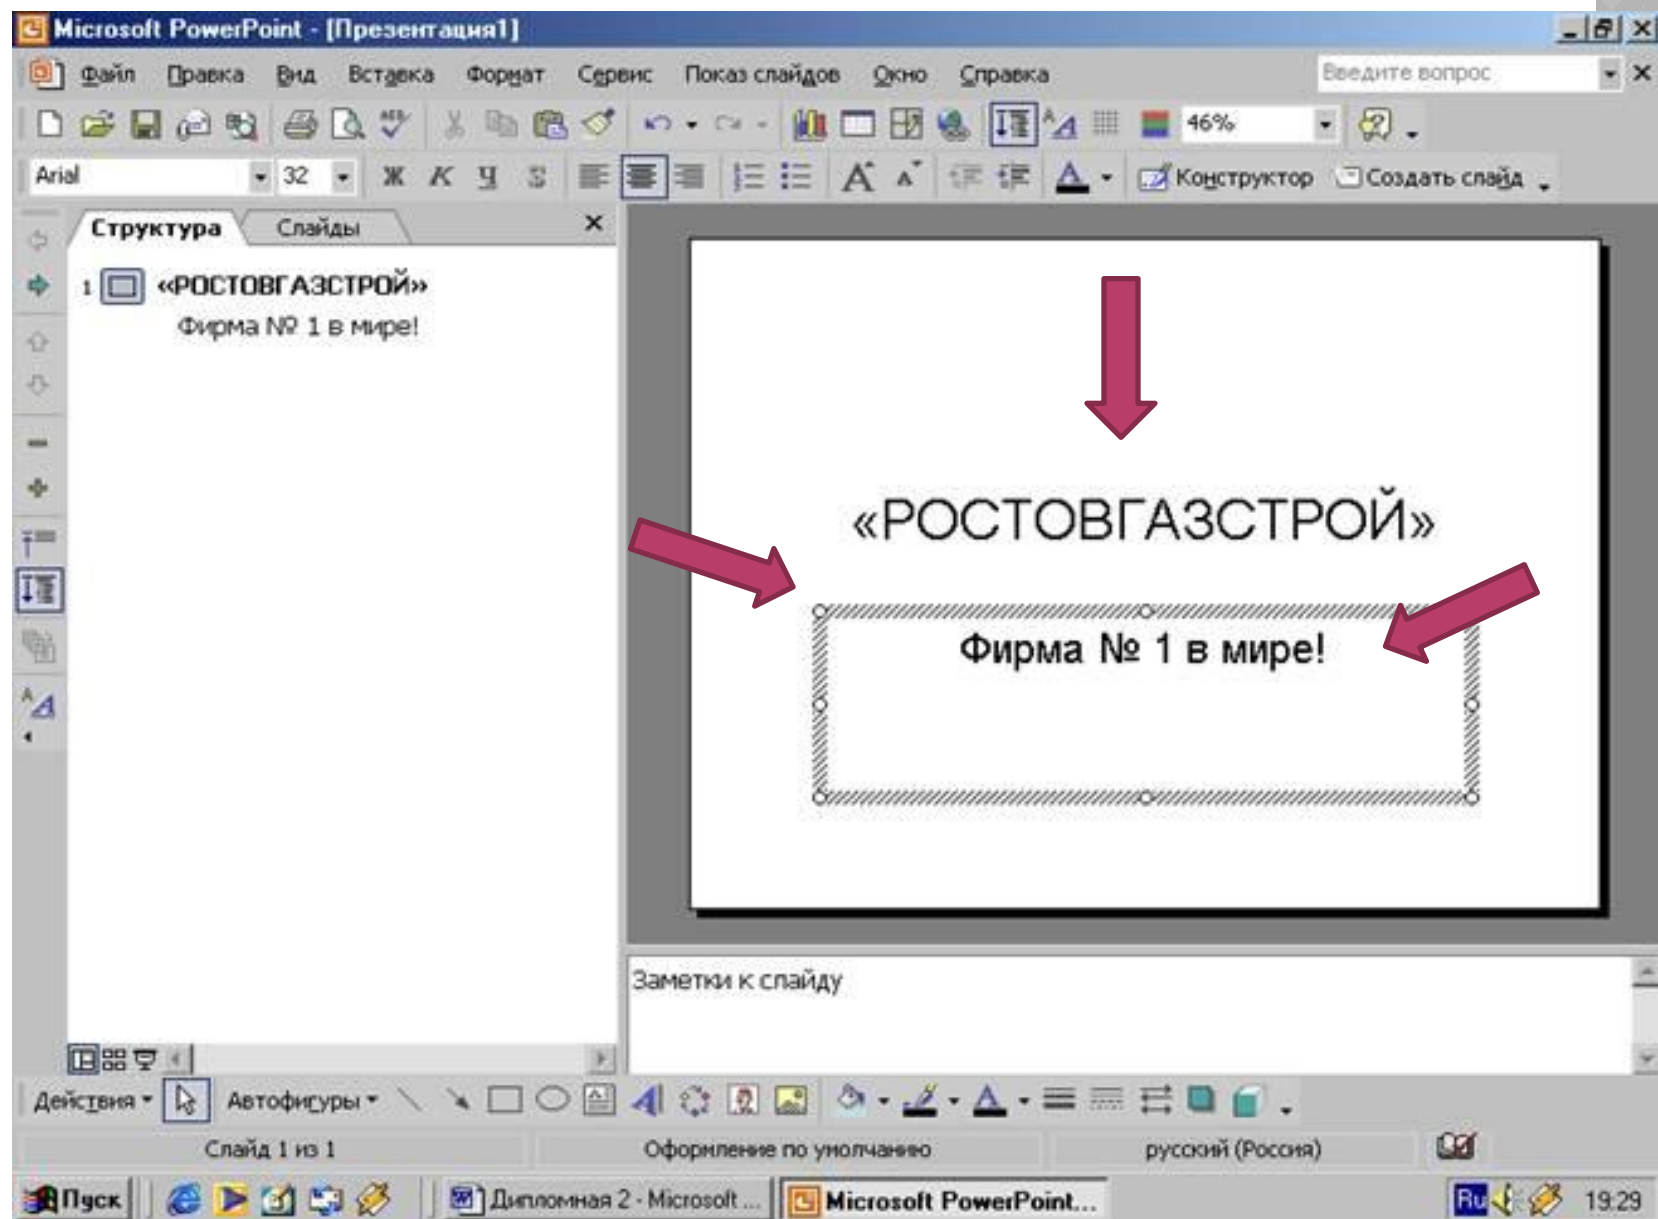 Microsoft PowerPoint - [Презентация1]
Файл Правка Вид Вставка Формат Сервис Показ слайдов Окно Справка Введите вопрос
46%
Arial 32 Ж К Ч S Конструктор Создать слайд
Структура Слайды
1 «РОСТОВГАЗСТРОЙ»
Фирма № 1 в мире!
«РОСТОВГАЗСТРОЙ»
Фирма № 1 в мире!
Заметки к слайду
Действия Автофигуры
Слайд 1 из 1 Оформление по умолчанию русский (Россия)
Пуск Дипломная 2 - Microsoft ... Microsoft PowerPoint... Ru 19:29